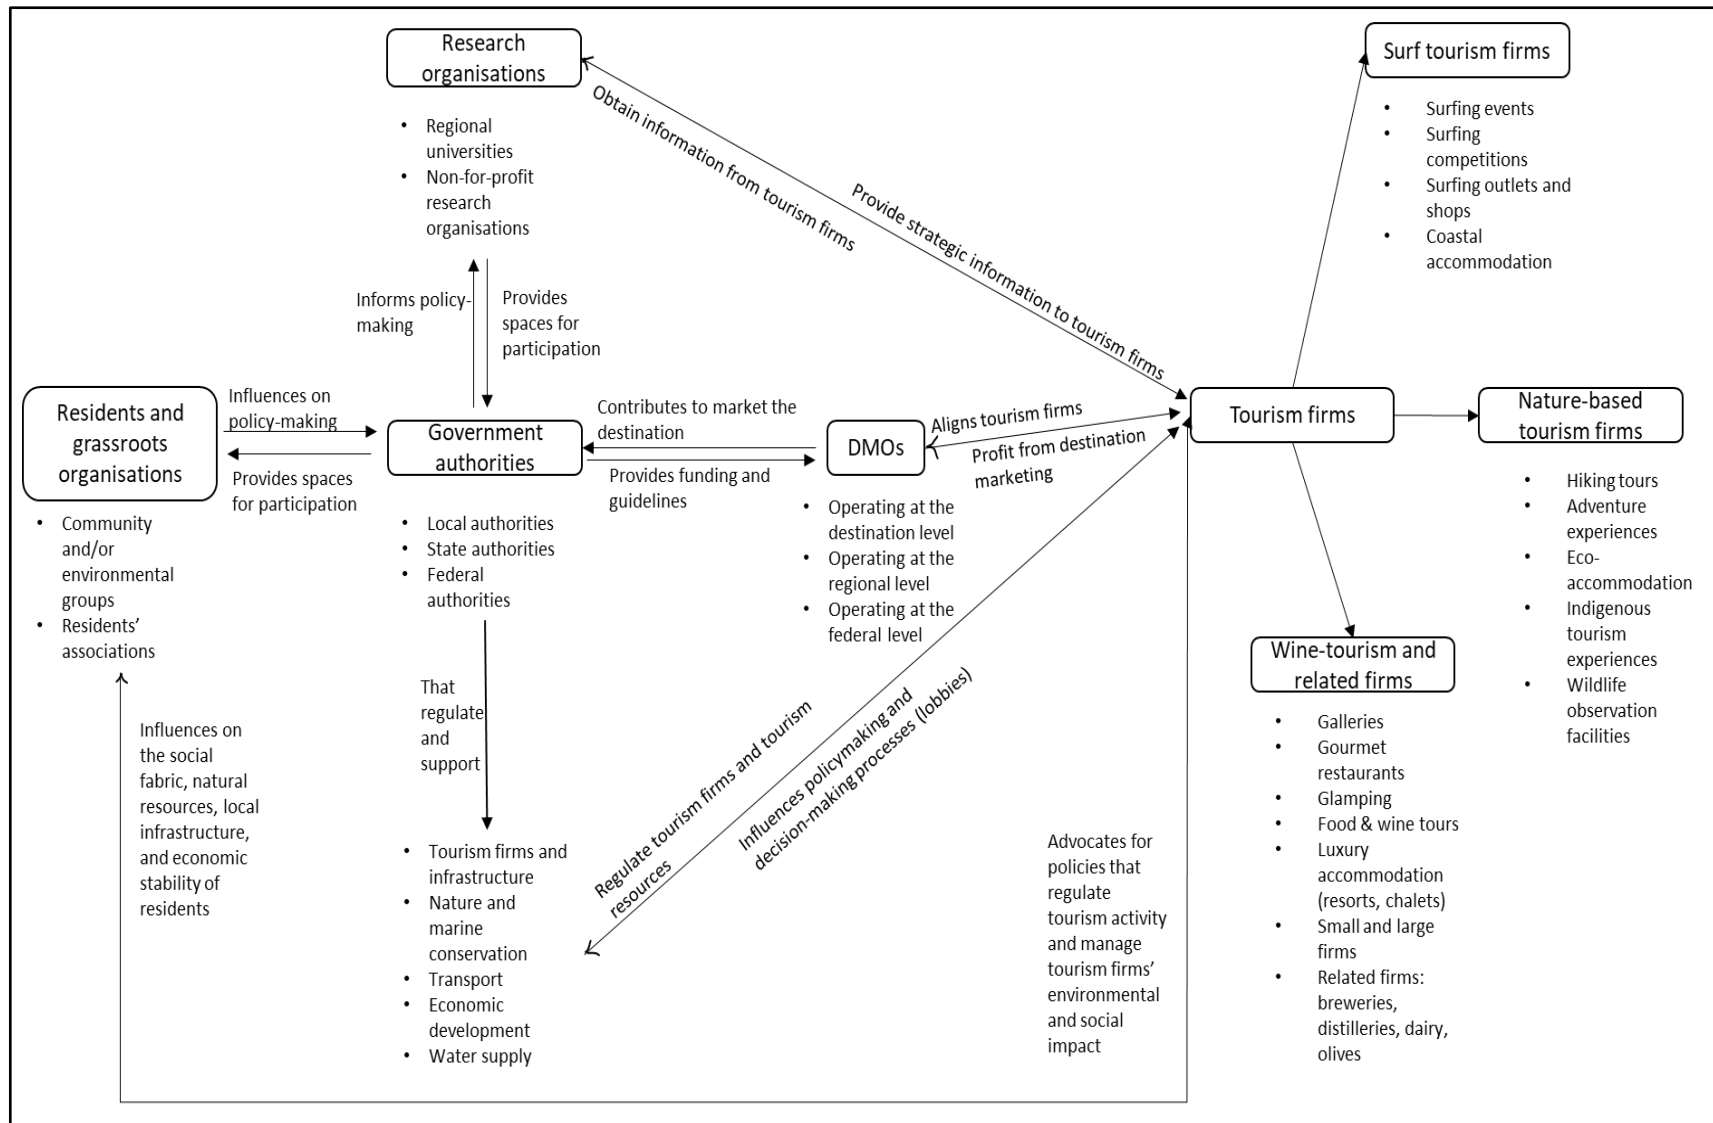 Research
organisations
• Regional
universities
• Non-for-profit
research
organisations
Obtain information from tourism firms
Provide strategic information to tourism firms
Surf tourism firms
• Surfing events
• Surfing
competitions
• Surfing outlets and
shops
• Coastal
accommodation
Informs policy-
making
Provides
spaces for
participation
Residents and
grassroots
organisations
Influences on
policy-making
Provides spaces
for participation
• Community
and/or
environmental
groups
• Residents’
associations
Government
authorities
• Local authorities
• State authorities
• Federal
authorities
Contributes to market the
destination
Provides funding and
guidelines
DMOs
• Operating at the
destination level
• Operating at the
regional level
• Operating at the
federal level
Aligns tourism firms
Profit from destination
marketing
Tourism firms
Nature-based
tourism firms
• Hiking tours
• Adventure
experiences
• Eco-
accommodation
• Indigenous
tourism
experiences
• Wildlife
observation
facilities
Wine-tourism and
related firms
• Galleries
• Gourmet
restaurants
• Glamping
• Food & wine tours
• Luxury
accommodation
(resorts, chalets)
• Small and large
firms
• Related firms:
breweries,
distilleries, dairy,
olives
That
regulate
and
support
• Tourism firms and
infrastructure
• Nature and
marine
conservation
• Transport
• Economic
development
• Water supply
Regulate tourism firms and tourism
resources
Influences policymaking and
decision-making processes (lobbies)
Influences on
the social
fabric, natural
resources, local
infrastructure,
and economic
stability of
residents
Advocates for
policies that
regulate
tourism activity
and manage
tourism firms’
environmental
and social
impact